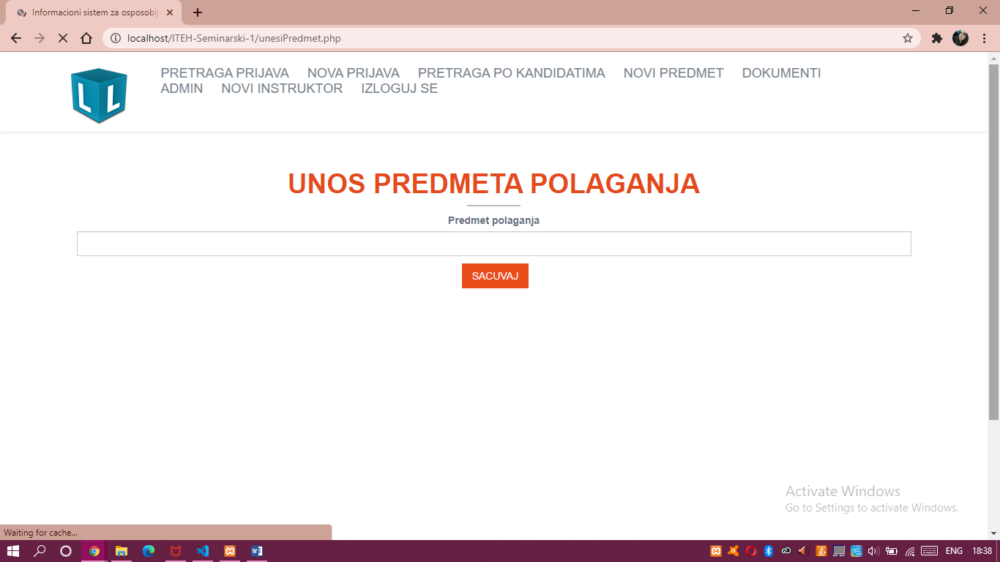 Informacioni sistem za osposoblj
localhost/ITEH-Seminarski-1/unesiPredmet.php
LL
PRETRAGA PRIJAVA NOVA PRIJAVA PRETRAGA PO KANDIDATIMA NOVI PREDMET DOKUMENTI
ADMIN NOVI INSTRUKTOR IZLOGUJ SE
UNOS PREDMETA POLAGANJA
Predmet polaganja
SACUVAJ
Activate Windows
Go to Settings to activate Windows.
Waiting for cache...
ENG 18:38